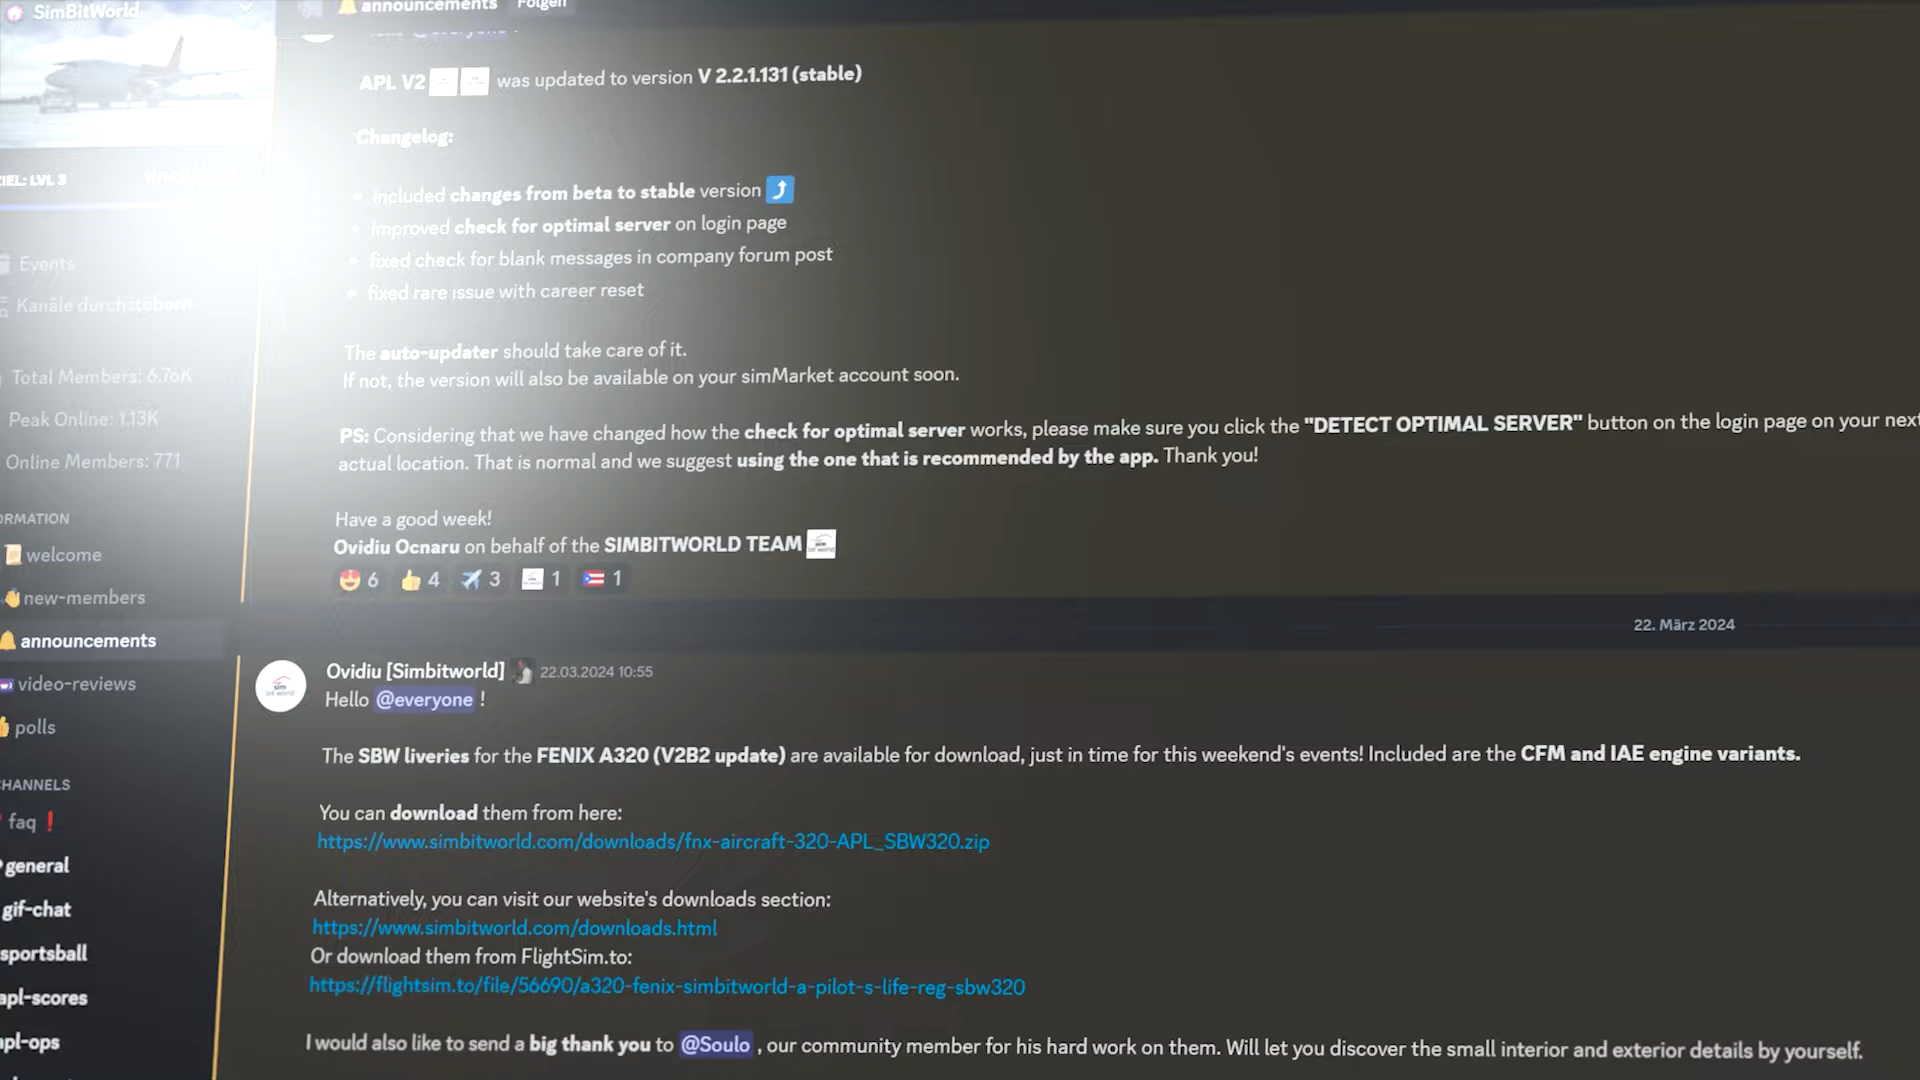 SimBitWorld
announcements
Folgen
APL V2 was updated to version V 2.2.1.131 (stable)
Changelog:
included changes from beta to stable version
improved check for optimal server on login page
fixed check for blank messages in company forum post
fixed rare issue with career reset
The auto-updater should take care of it.
If not, the version will also be available on your simMarket account soon.
PS: Considering that we have changed how the check for optimal server works, please make sure you click the "DETECT OPTIMAL SERVER" button on the login page on your next
actual location. That is normal and we suggest using the one that is recommended by the app. Thank you!
Have a good week!
Ovidiu Ocnaru on behalf of the SIMBITWORLD TEAM
6 4 3 1 1
22. März 2024
Ovidiu [Simbitworld] 22.03.2024 10:55
Hello @everyone !
The SBW liveries for the FENIX A320 (V2B2 update) are available for download, just in time for this weekend's events! Included are the CFM and IAE engine variants.
You can download them from here:
https://www.simbitworld.com/downloads/fnx-aircraft-320-APL_SBW320.zip
Alternatively, you can visit our website's downloads section:
https://www.simbitworld.com/downloads.html
Or download them from FlightSim.to:
https://flightsim.to/file/56690/a320-fenix-simbitworld-a-pilot-s-life-reg-sbw320
I would also like to send a big thank you to @Soulo , our community member for his hard work on them. Will let you discover the small interior and exterior details by yourself.
IEL: LVL 3
Events
Kanäle durchstöbern
Total Members: 6.76K
Peak Online: 1.13K
Online Members: 771
ORMATION
welcome
new-members
announcements
video-reviews
polls
CHANNELS
faq
general
gif-chat
sportsball
apl-scores
apl-ops